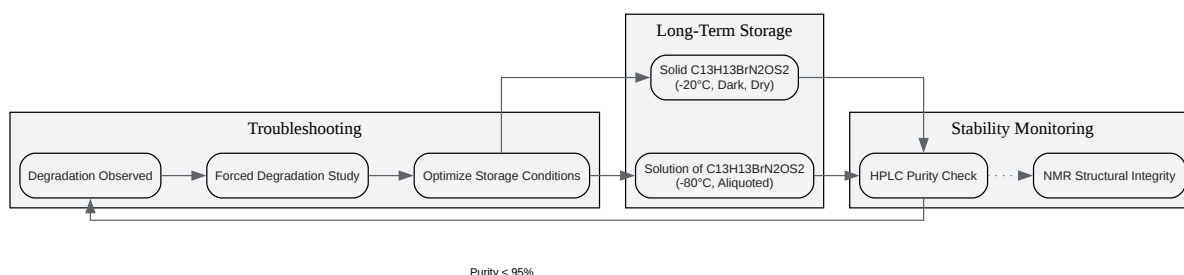 Long-Term Storage
Solid C13H13BrN2OS2
(-20°C, Dark, Dry)
Troubleshooting
Stability Monitoring
Degradation Observed
Forced Degradation Study
Optimize Storage Conditions
Solution of C13H13BrN2OS2
(-80°C, Aliquoted)
HPLC Purity Check
NMR Structural Integrity
Purity < 95%